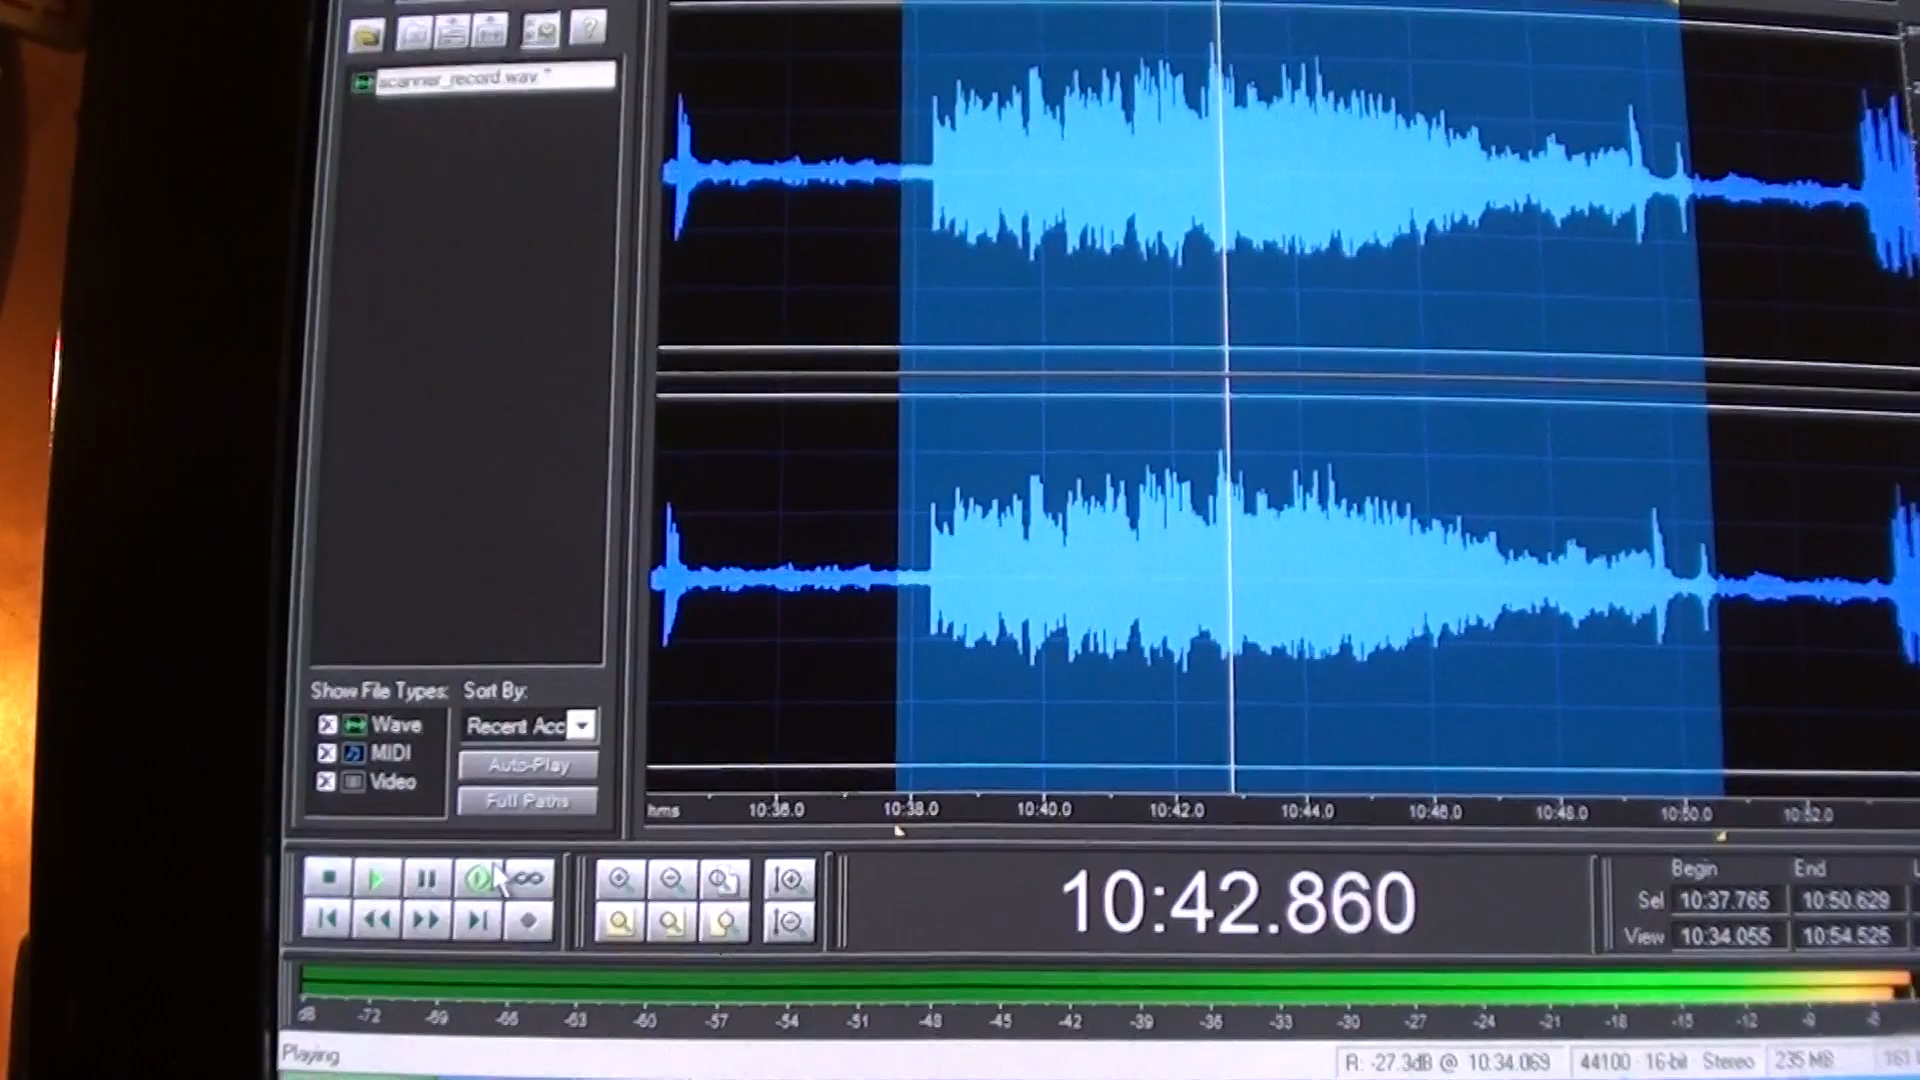 scanner_record.wav *
Show File Types: Sort By:
Wave
Recent Acc
MIDI
Auto-Play
Video
Full Paths
hms 10:36.0 10:38.0 10:40.0 10:42.0 10:44.0 10:46.0 10:48.0 10:50.0 10:52.0
10:42.860
Begin End
Sel 10:37.765 10:50.629
View 10:34.055 10:54.525
dB -72 -69 -66 -63 -60 -57 -54 -51 -48 -45 -42 -39 -36 -33 -30 -27 -24 -21 -18 -15 -12 -9 -6
Playing
R: -27.3dB @ 10:34.069 44100 · 16-bit · Stereo 235 MB